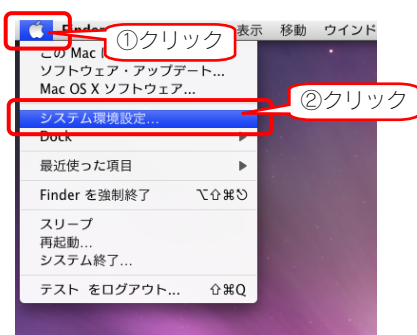 Finder 表示 移動 ウインド
①クリック
この Mac
ソフトウェア・アップデート...
Mac OS X ソフトウェア...
②クリック
システム環境設定...
Dock ▶
最近使った項目 ▶
Finder を強制終了 ⌥⇧⌘⎋
スリープ
再起動...
システム終了...
テスト をログアウト... ⇧⌘Q